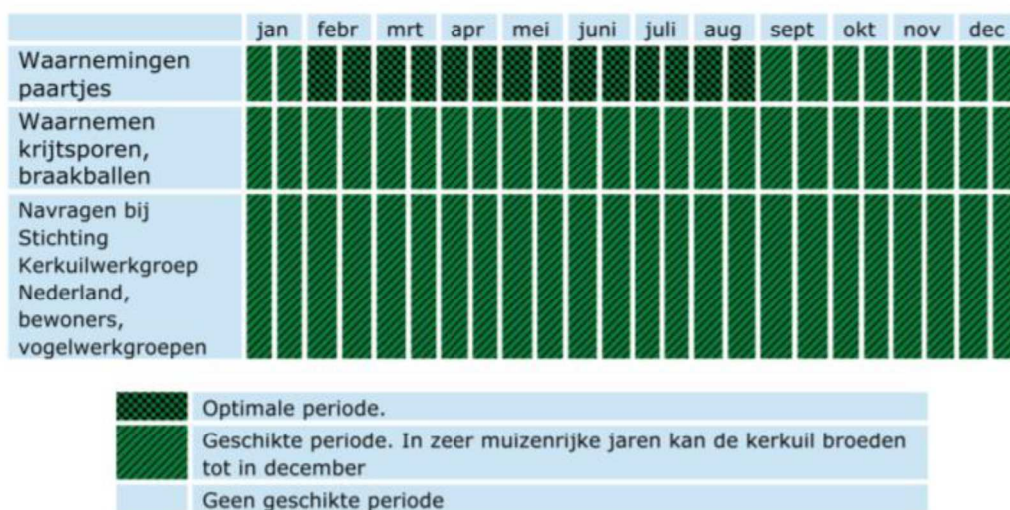 jan febr mrt apr mei juni juli aug sept okt nov dec
Waarnemingen
paartjes
Waarnemen
krijtsporen,
braakballen
Navragen bij
Stichting
Kerkuilwerkgroep
Nederland,
bewoners,
vogelwerkgroepen
Optimale periode.
Geschikte periode. In zeer muizenrijke jaren kan de kerkuil broeden
tot in december
Geen geschikte periode